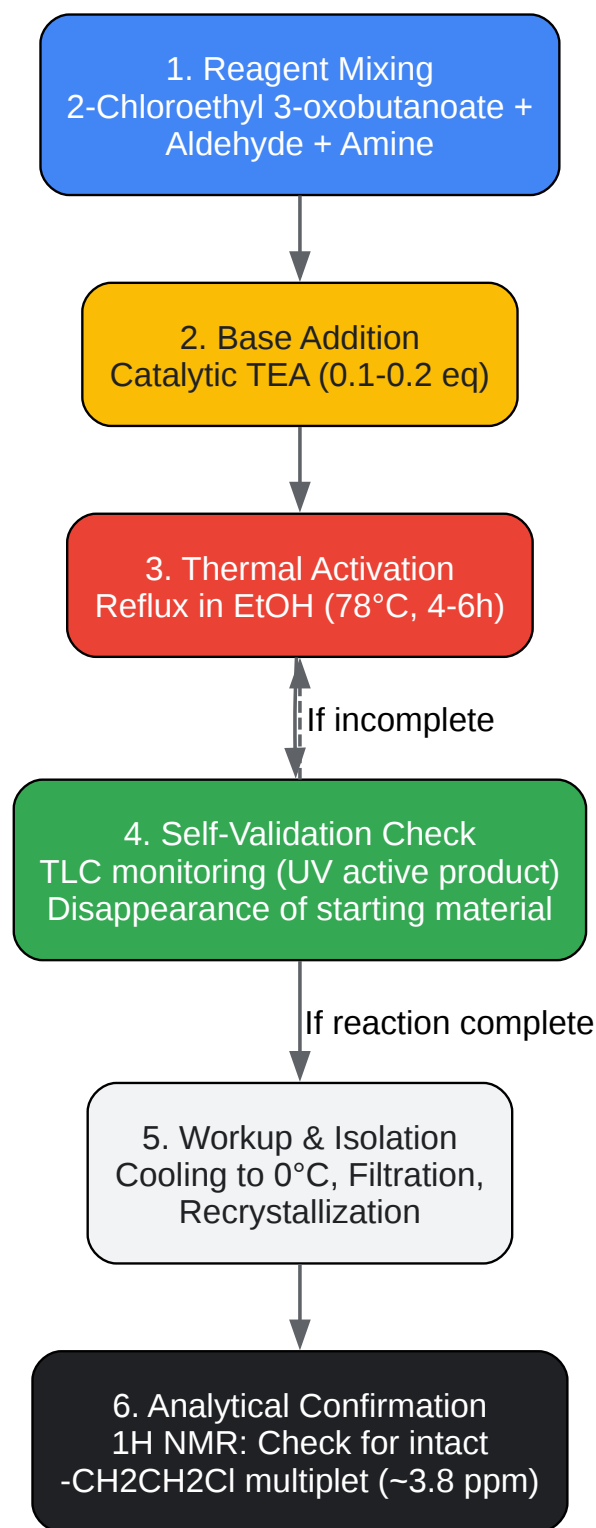 1. Reagent Mixing
2-Chloroethyl 3-oxobutanoate +
Aldehyde + Amine
2. Base Addition
Catalytic TEA (0.1-0.2 eq)
3. Thermal Activation
Reflux in EtOH (78°C, 4-6h)
If incomplete
4. Self-Validation Check
TLC monitoring (UV active product)
Disappearance of starting material
If reaction complete
5. Workup & Isolation
Cooling to 0°C, Filtration,
Recrystallization
6. Analytical Confirmation
1H NMR: Check for intact
-CH2CH2Cl multiplet (~3.8 ppm)